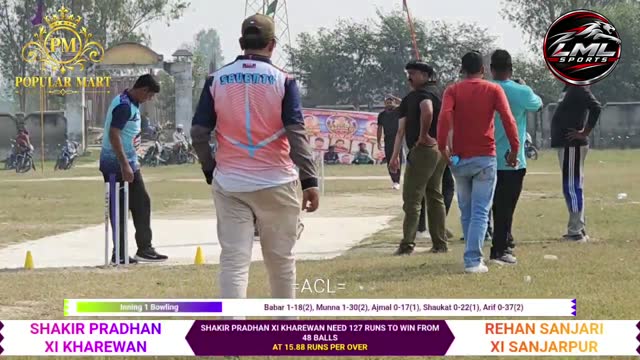 PM
POPULAR MART
LML
SPORTS
SOURABH
=ACL=
Inning 1 Bowling
Babar 1-18(2), Munna 1-30(2), Ajmal 0-17(1), Shaukat 0-22(1), Arif 0-37(2)
SHAKIR PRADHAN
XI KHAREWAN
SHAKIR PRADHAN XI KHAREWAN NEED 127 RUNS TO WIN FROM
48 BALLS
AT 15.88 RUNS PER OVER
REHAN SANJARI
XI SANJARPUR